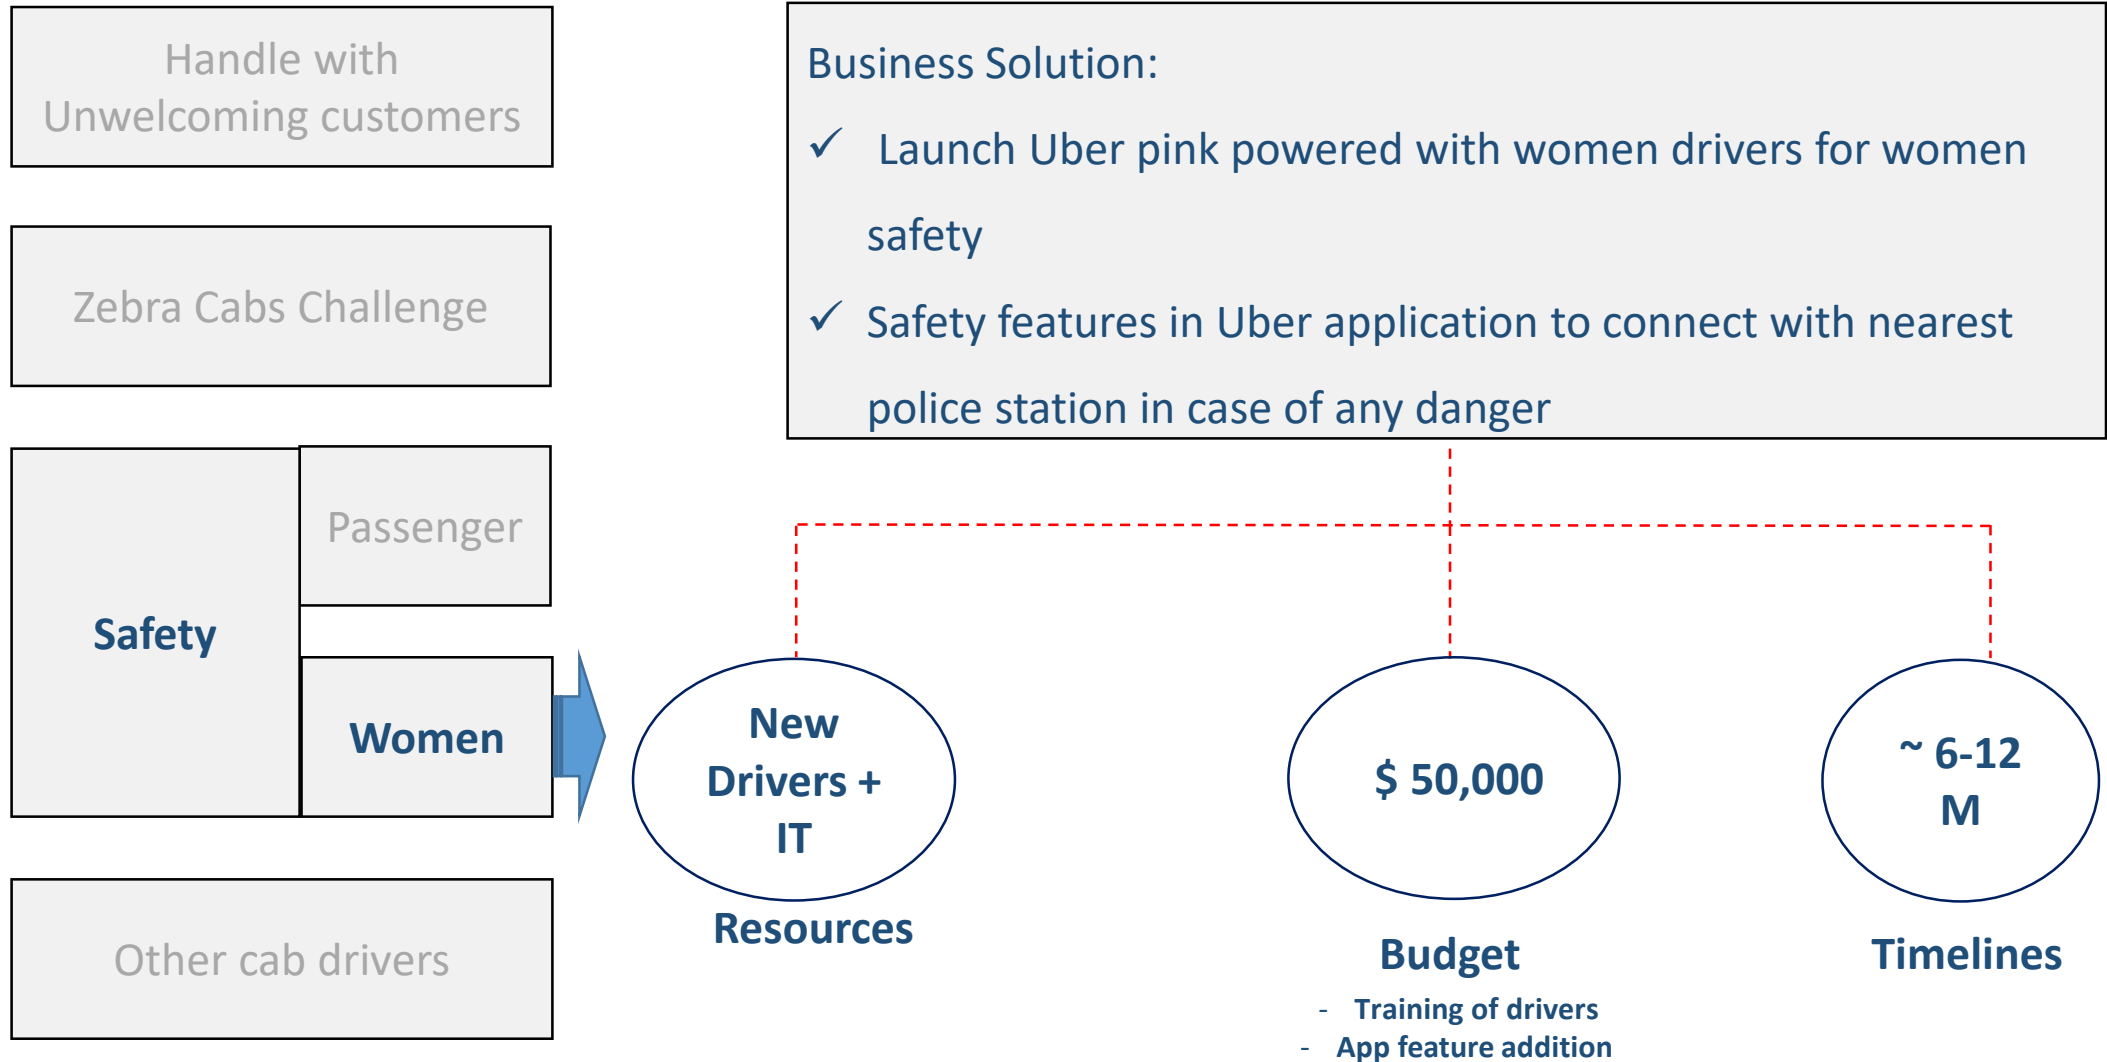 Handle with
Unwelcoming customers
Zebra Cabs Challenge
Safety
Passenger
Women
Other cab drivers
Business Solution:
✓ Launch Uber pink powered with women drivers for women
safety
✓ Safety features in Uber application to connect with nearest
police station in case of any danger
New
Drivers +
IT
Resources
$ 50,000
Budget
- Training of drivers
- App feature addition
~ 6-12
M
Timelines